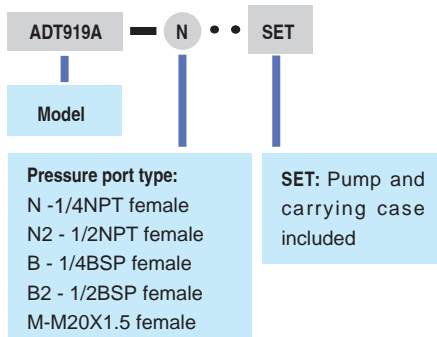 ADT919A — N • • SET
Model
Pressure port type:
N -1/4NPT female
N2 - 1/2NPT female
B - 1/4BSP female
B2 - 1/2BSP female
M-M20X1.5 female
SET: Pump and
carrying case
included